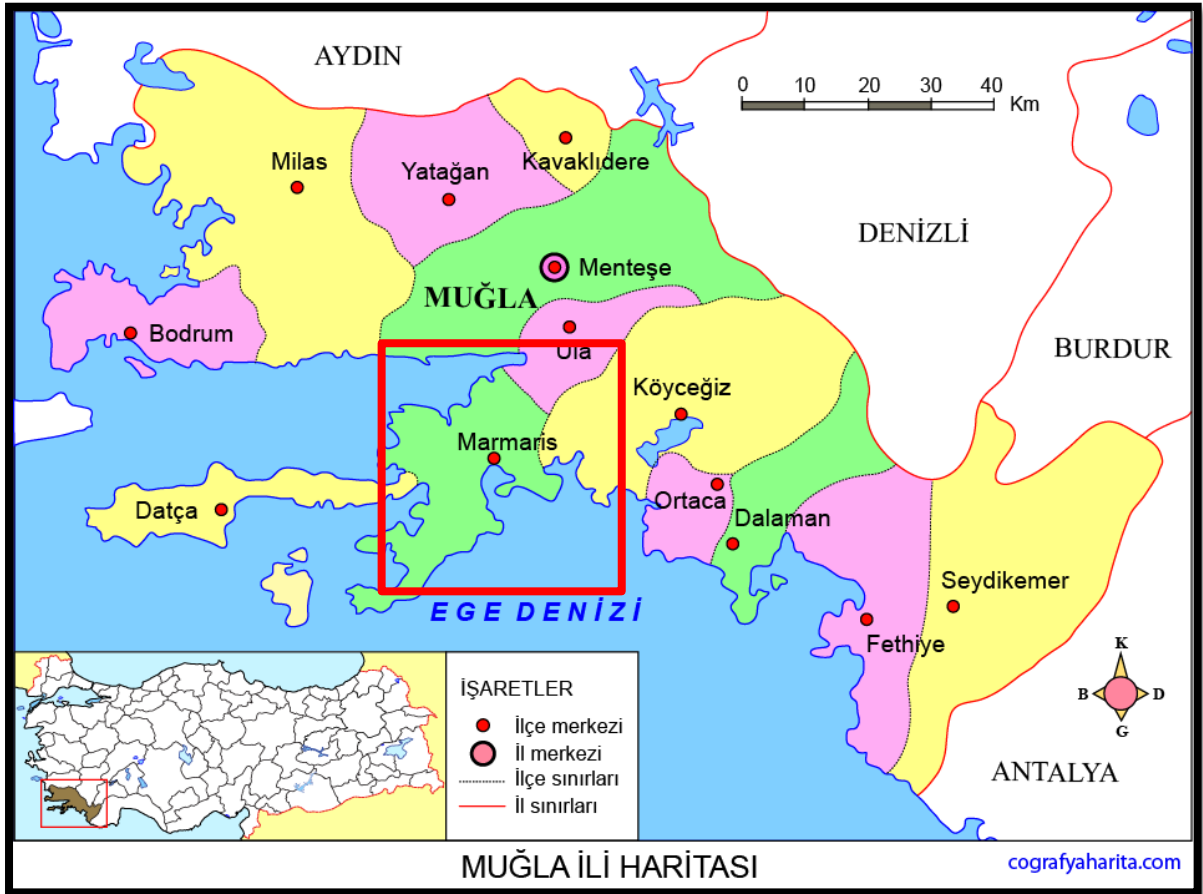 AYDIN
0 10 20 30 40 Km
Milas
Yatağan
Kavaklıdere
DENİZLİ
Menteşe
MUĞLA
Bodrum
Ula
BURDUR
Köyceğiz
Marmaris
Datça
Ortaca
Dalaman
Seydikemer
EGE DENİZİ
Fethiye
K
B D
G
ANTALYA
İŞARETLER
İlçe merkezi
İl merkezi
İlçe sınırları
İl sınırları
MUĞLA İLİ HARİTASI
cografyaharita.com